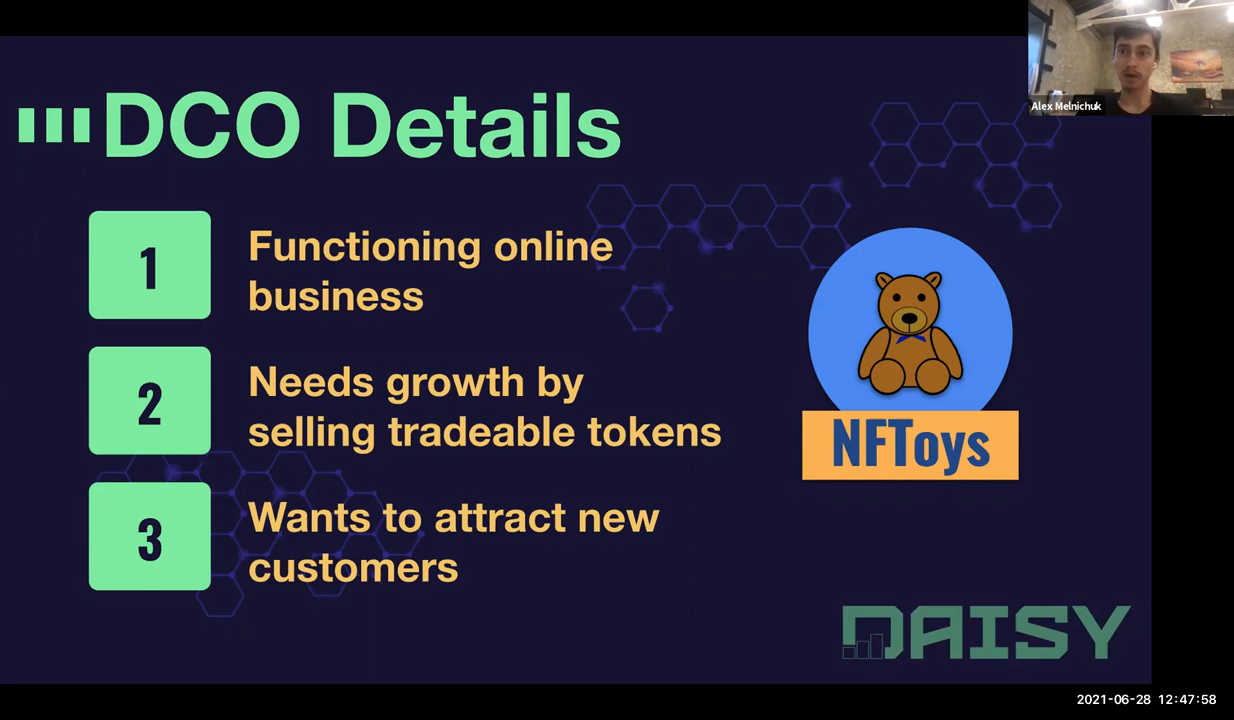 Alex Melnichuk
DCO Details
1
Functioning online
business
2
Needs growth by
selling tradeable tokens
3
Wants to attract new
customers
NFToys
DAISY
2021-06-28 12:47:58